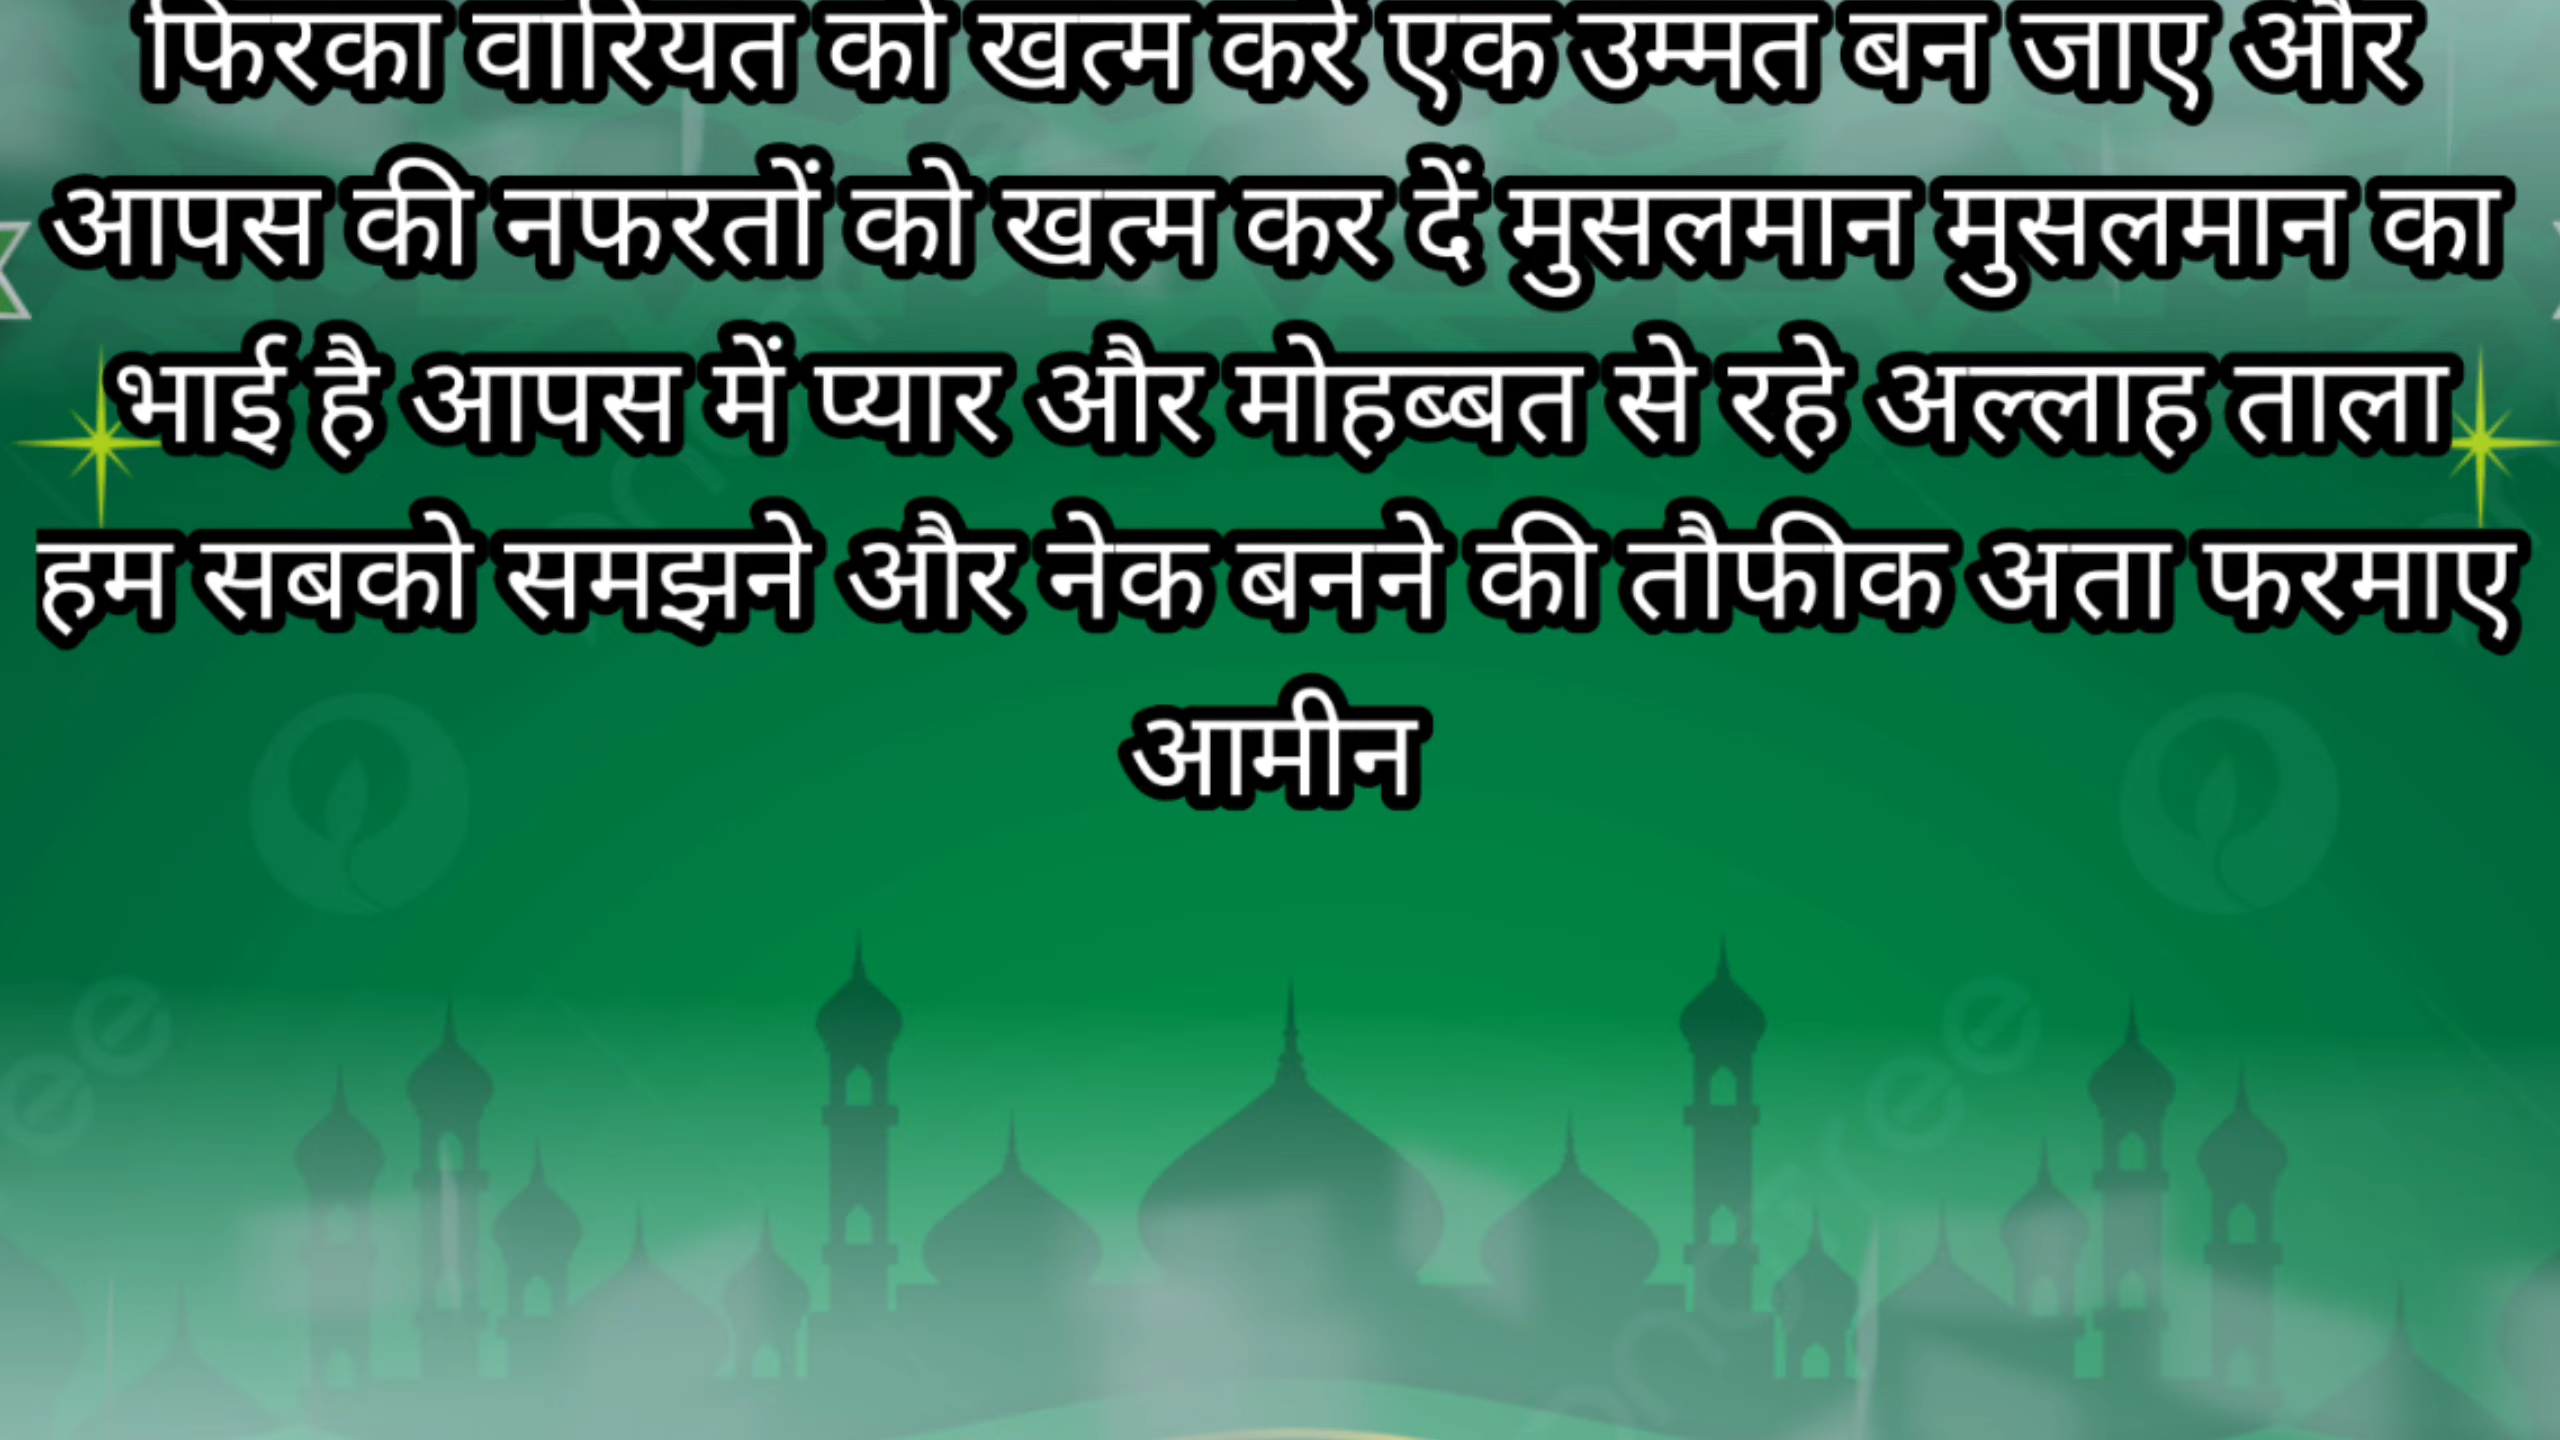 फिरका वारियत को खत्म करे एक उम्मत बन जाए और
आपस की नफरतों को खत्म कर दें मुसलमान मुसलमान का
भाई है आपस में प्यार और मोहब्बत से रहे अल्लाह ताला
हम सबको समझने और नेक बनने की तौफीक अता फरमाए
आमीन